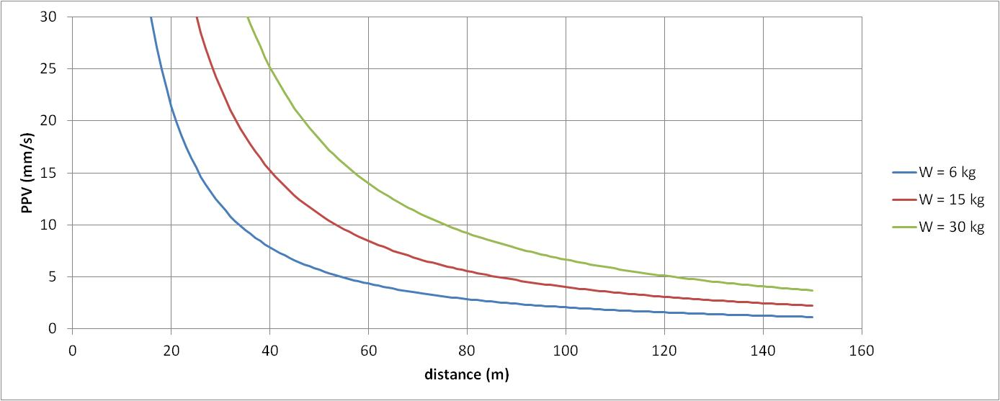 30
25
20
15
10
5
0
PPV (mm/s)
0 20 40 60 80 100 120 140 160
distance (m)
W = 6 kg
W = 15 kg
W = 30 kg